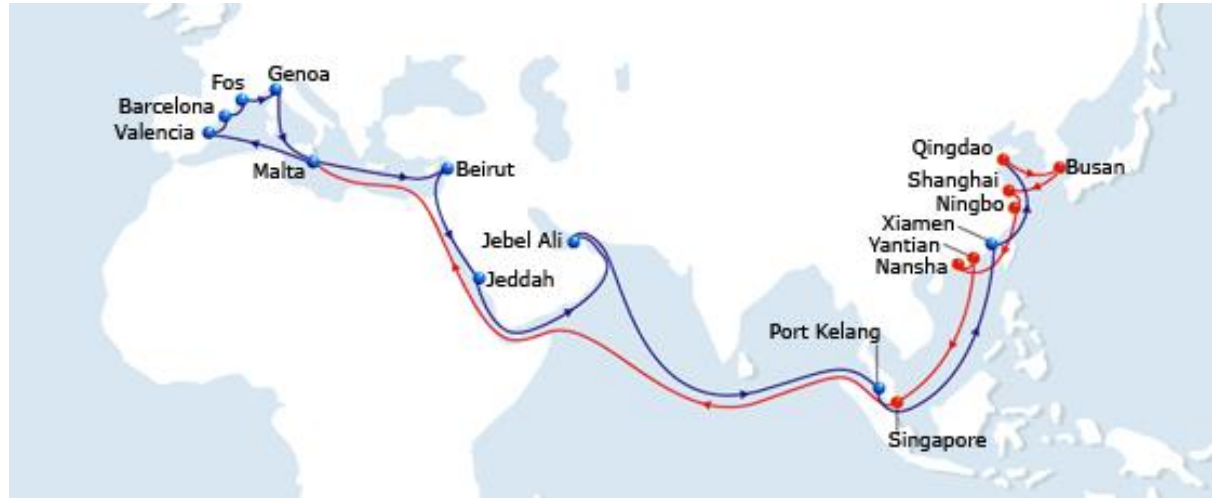 Genoa
Fos
Barcelona
Valencia
Malta
Beirut
Qingdao
Busan
Shanghai
Ningbo
Xiamen
Yantian
Nansha
Jebel Ali
Jeddah
Port Kelang
Singapore